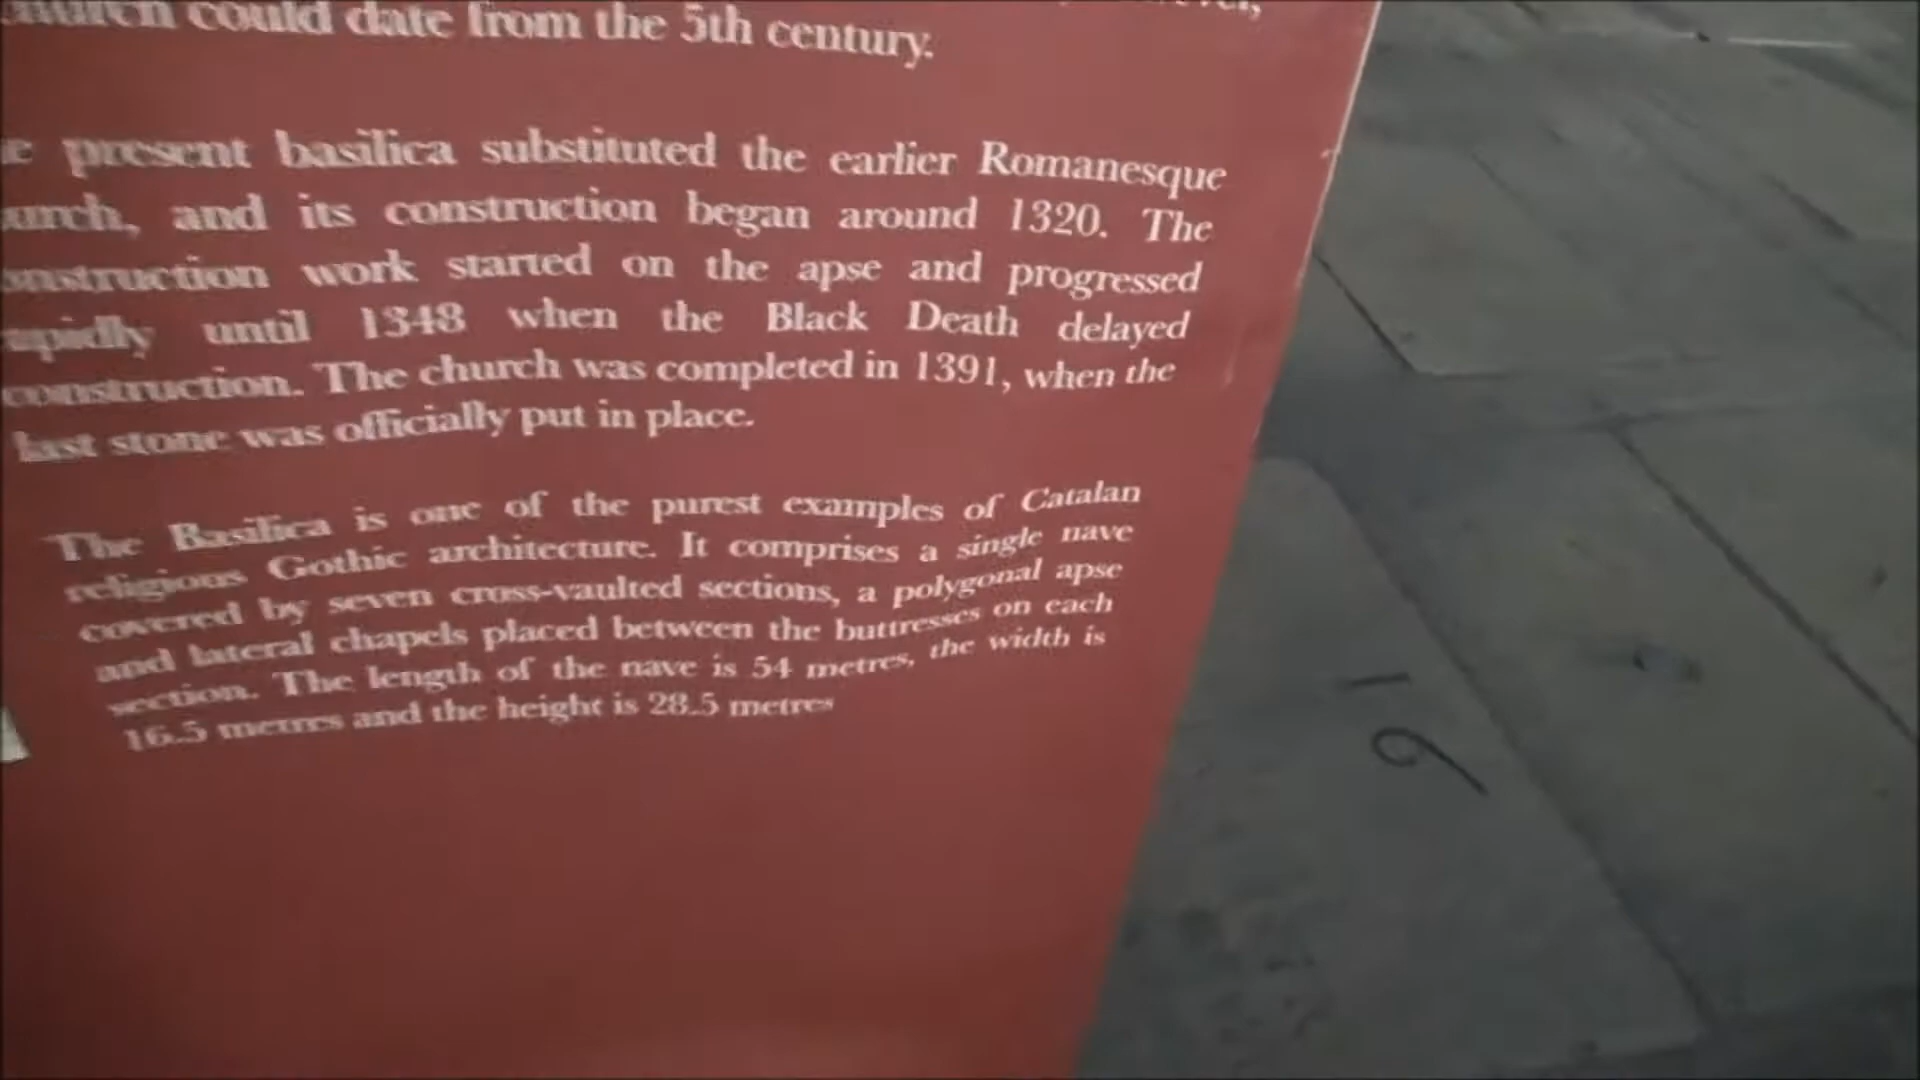 church could date from the 5th century.
present basilica substituted the earlier Romanesque
and its construction began around 1320. The
construction work started on the apse and progressed
rapidly until 1348 when the Black Death delayed
construction. The church was completed in 1391, when the
last stone was officially put in place.
The Basilica is one of the purest examples of Catalan
religious Gothic architecture. It comprises a single nave
covered by seven cross-vaulted sections, a polygonal apse
and lateral chapels placed between the buttresses on each
section. The length of the nave is 54 metres, the width is
16.5 metres and the height is 28.5 metres